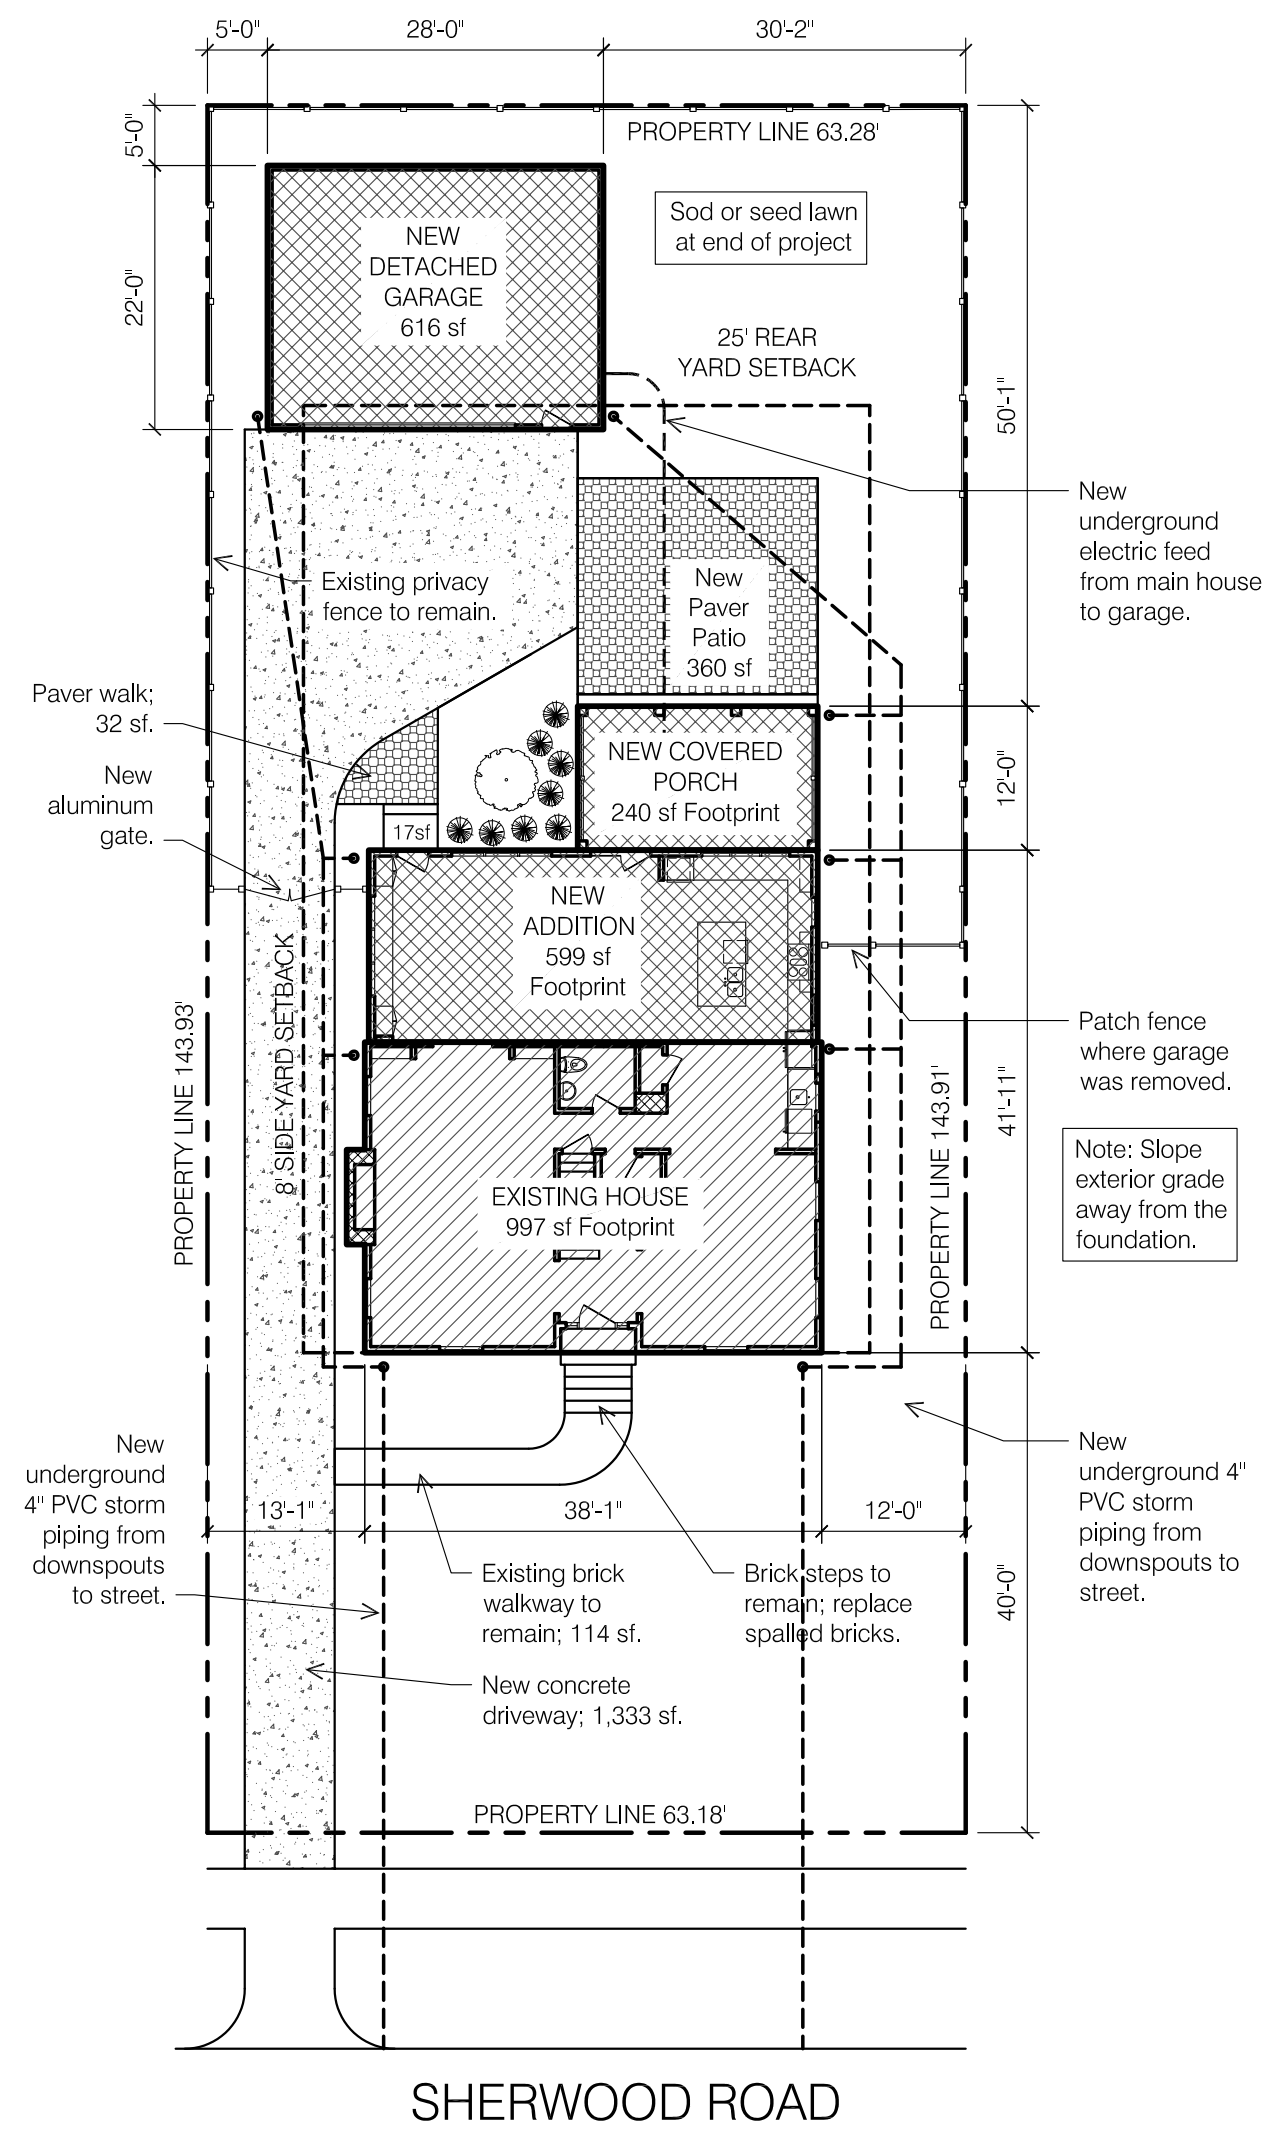 5'-0"
28'-0"
30'-2"
5'-0"
PROPERTY LINE 63.28'
22'-0"
NEW
DETACHED
GARAGE
616 sf
Sod or seed lawn
at end of project
25' REAR
YARD SETBACK
50'-1"
New
underground
electric feed
from main house
to garage.
Existing privacy
fence to remain.
New
Paver
Patio
360 sf
Paver walk;
32 sf.
New
aluminum
gate.
17sf
NEW COVERED
PORCH
240 sf Footprint
12'-0"
NEW
ADDITION
599 sf
Footprint
8' SIDE YARD SETBACK
PROPERTY LINE 143.93'
Patch fence
where garage
was removed.
PROPERTY LINE 143.91'
41'-11"
Note: Slope
exterior grade
away from the
foundation.
EXISTING HOUSE
997 sf Footprint
New
underground
4" PVC storm
piping from
downspouts
to street.
13'-1"
38'-1"
12'-0"
New
underground 4"
PVC storm
piping from
downspouts to
street.
Existing brick
walkway to
remain; 114 sf.
Brick steps to
remain; replace
spalled bricks.
40'-0"
New concrete
driveway; 1,333 sf.
PROPERTY LINE 63.18'
SHERWOOD ROAD